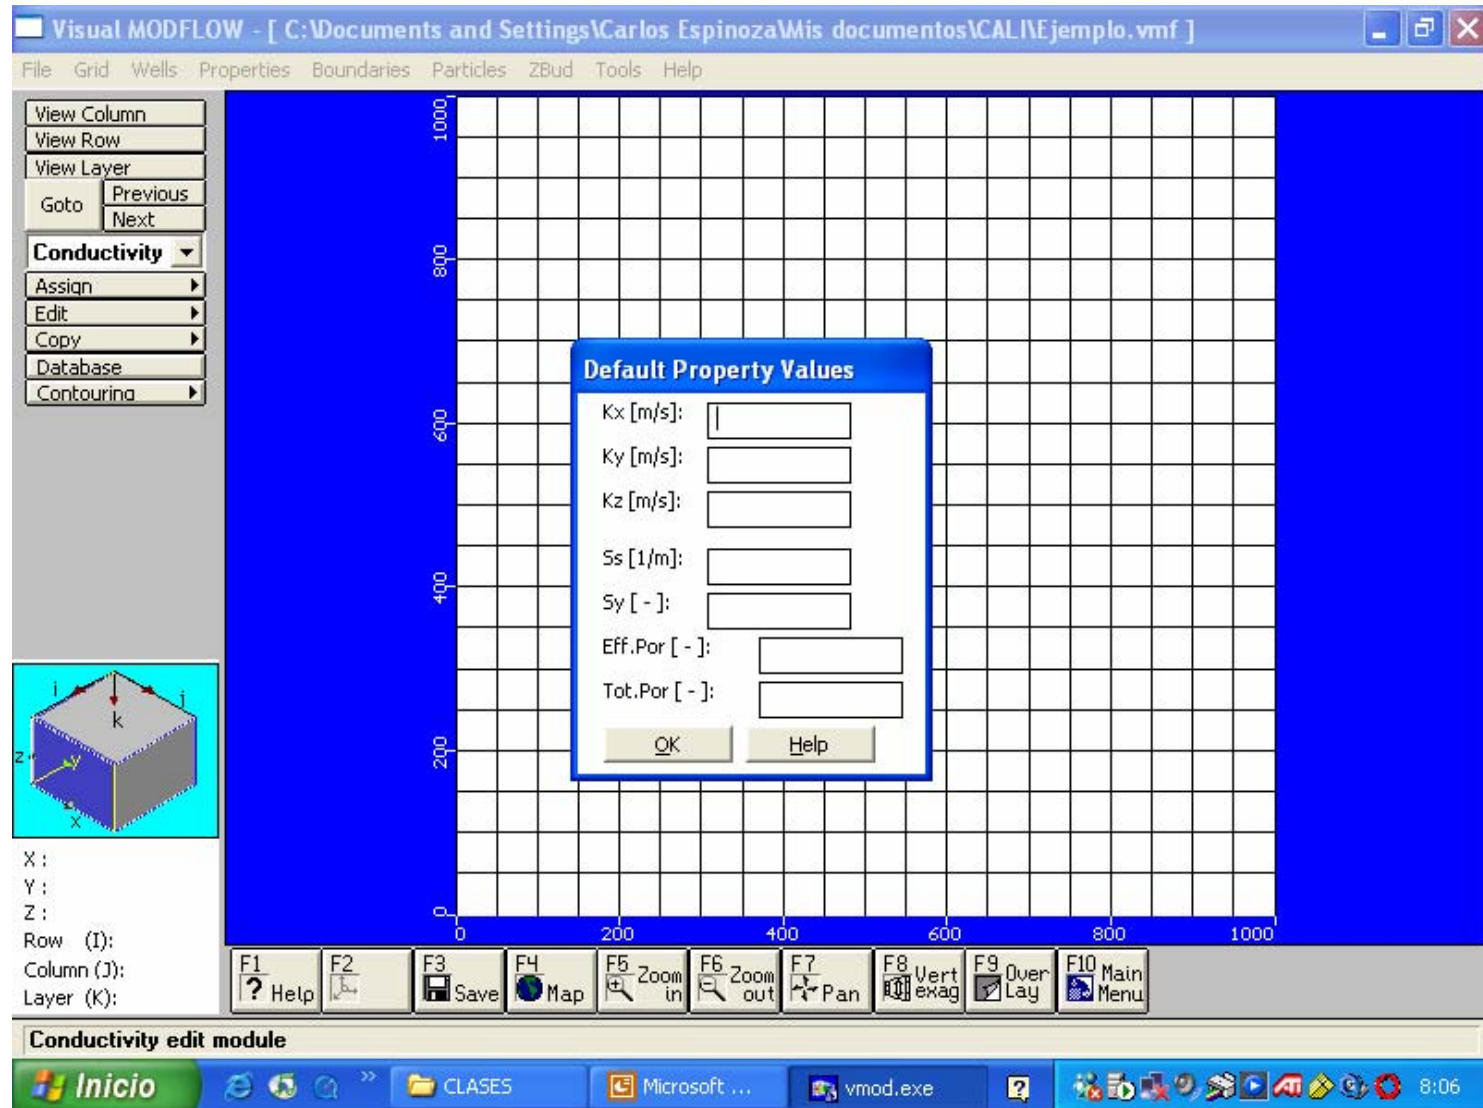 Visual MODFLOW - [ C:\Documents and Settings\Carlos Espinoza\Mis documentos\CALI\Ejemplo.vmf ]
File Grid Wells Properties Boundaries Particles ZBud Tools Help
View Column
View Row
View Layer
Goto
Previous
Next
Conductivity
Assign
Edit
Copy
Database
Contouring
1000
800
600
400
200
0
0 200 400 600 800 1000
Default Property Values
Kx [m/s]:
Ky [m/s]:
Kz [m/s]:
Ss [1/m]:
Sy [ - ]:
Eff.Por [ - ]:
Tot.Por [ - ]:
OK Help
i j
k
z
y
x
X :
Y :
Z :
Row (I):
Column (J):
Layer (K):
F1 ? Help
F2
F3 Save
F4 Map
F5 Zoom in
F6 Zoom out
F7 Pan
F8 Vert exag
F9 Over Lay
F10 Main Menu
Conductivity edit module
Inicio
»
CLASES
Microsoft ...
vmod.exe
?
ATI
8:06